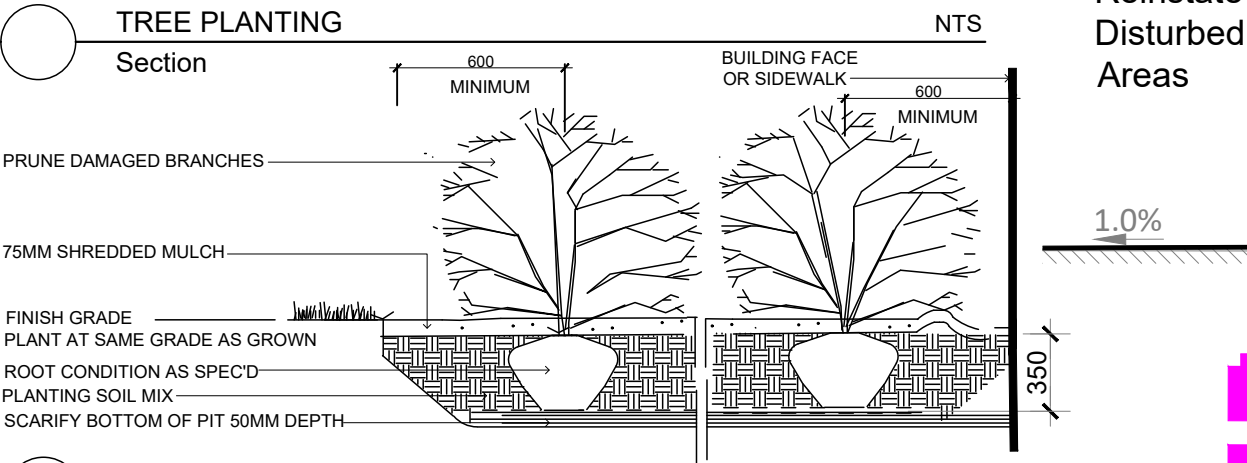 TREE PLANTING
NTS
Section
600
MINIMUM
BUILDING FACE
OR SIDEWALK
600
MINIMUM
PRUNE DAMAGED BRANCHES
75MM SHREDDED MULCH
FINISH GRADE
PLANT AT SAME GRADE AS GROWN
ROOT CONDITION AS SPEC'D
PLANTING SOIL MIX
SCARIFY BOTTOM OF PIT 50MM DEPTH
350
Reinstate
Disturbed
Areas
1.0%